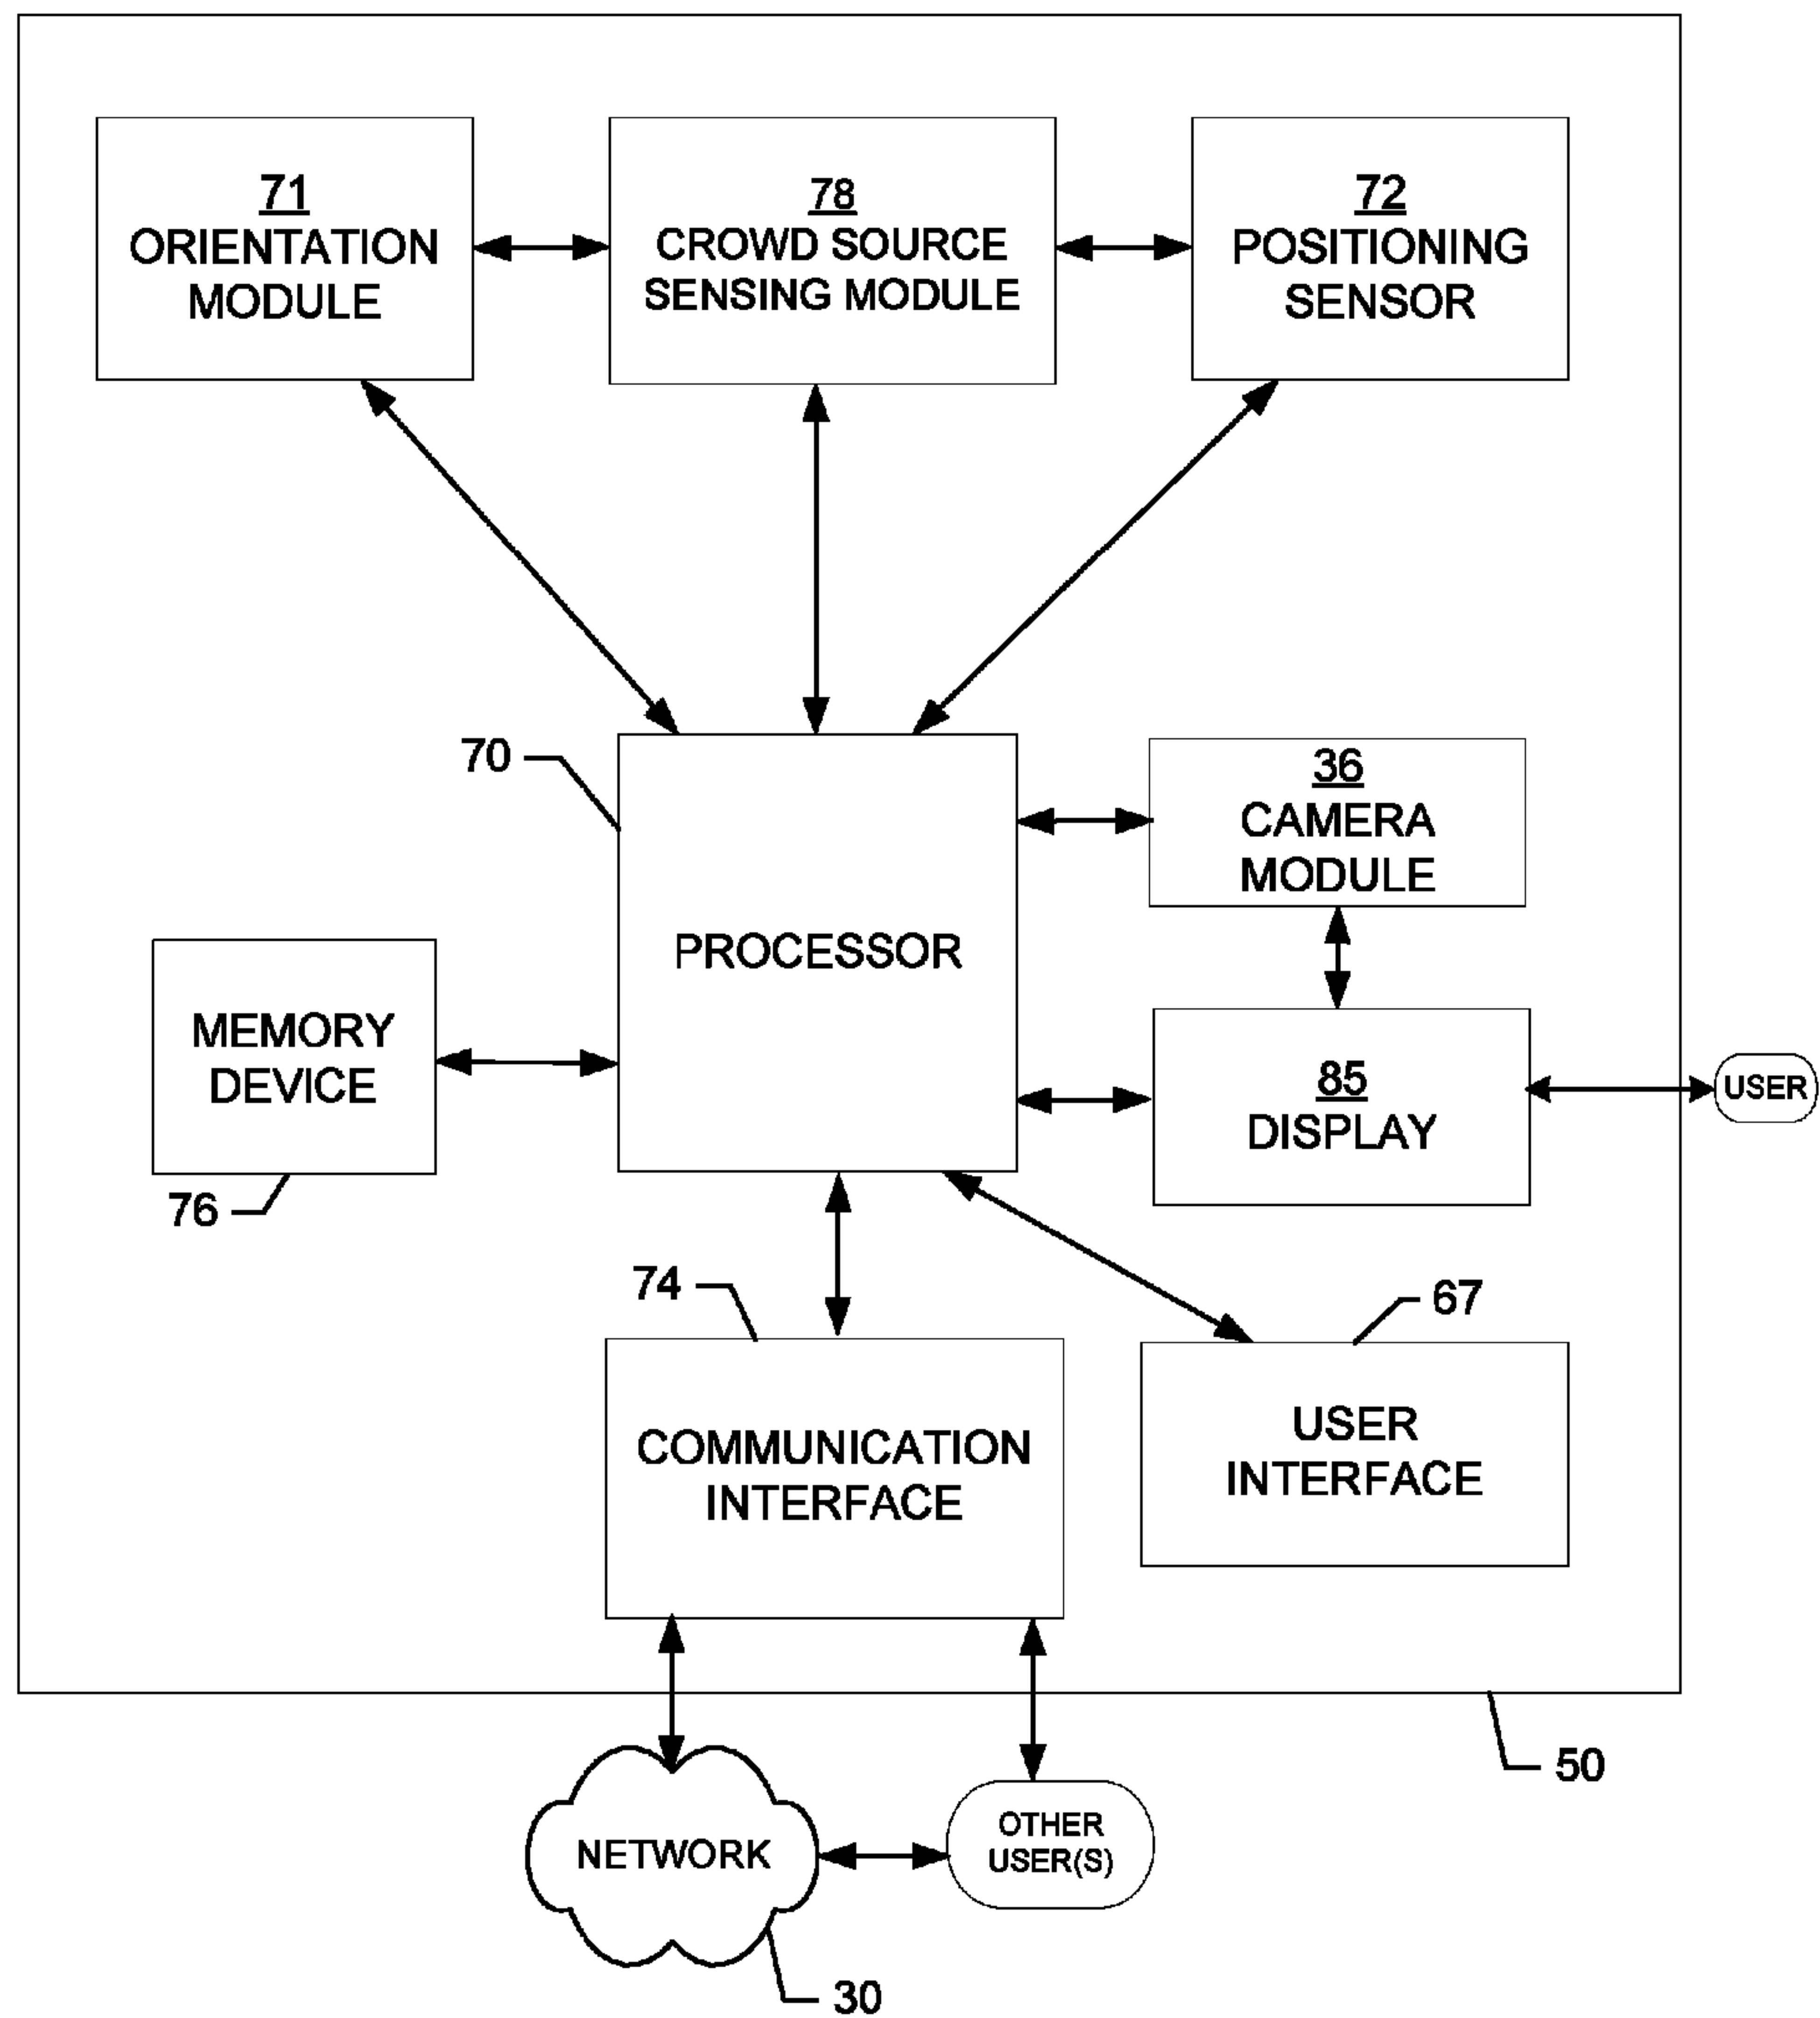 71
ORIENTATION
MODULE
78
CROWD SOURCE
SENSING MODULE
72
POSITIONING
SENSOR
70
PROCESSOR
36
CAMERA
MODULE
MEMORY
DEVICE
76
85
DISPLAY
USER
74
COMMUNICATION
INTERFACE
67
USER
INTERFACE
50
NETWORK
OTHER
USER(S)
30